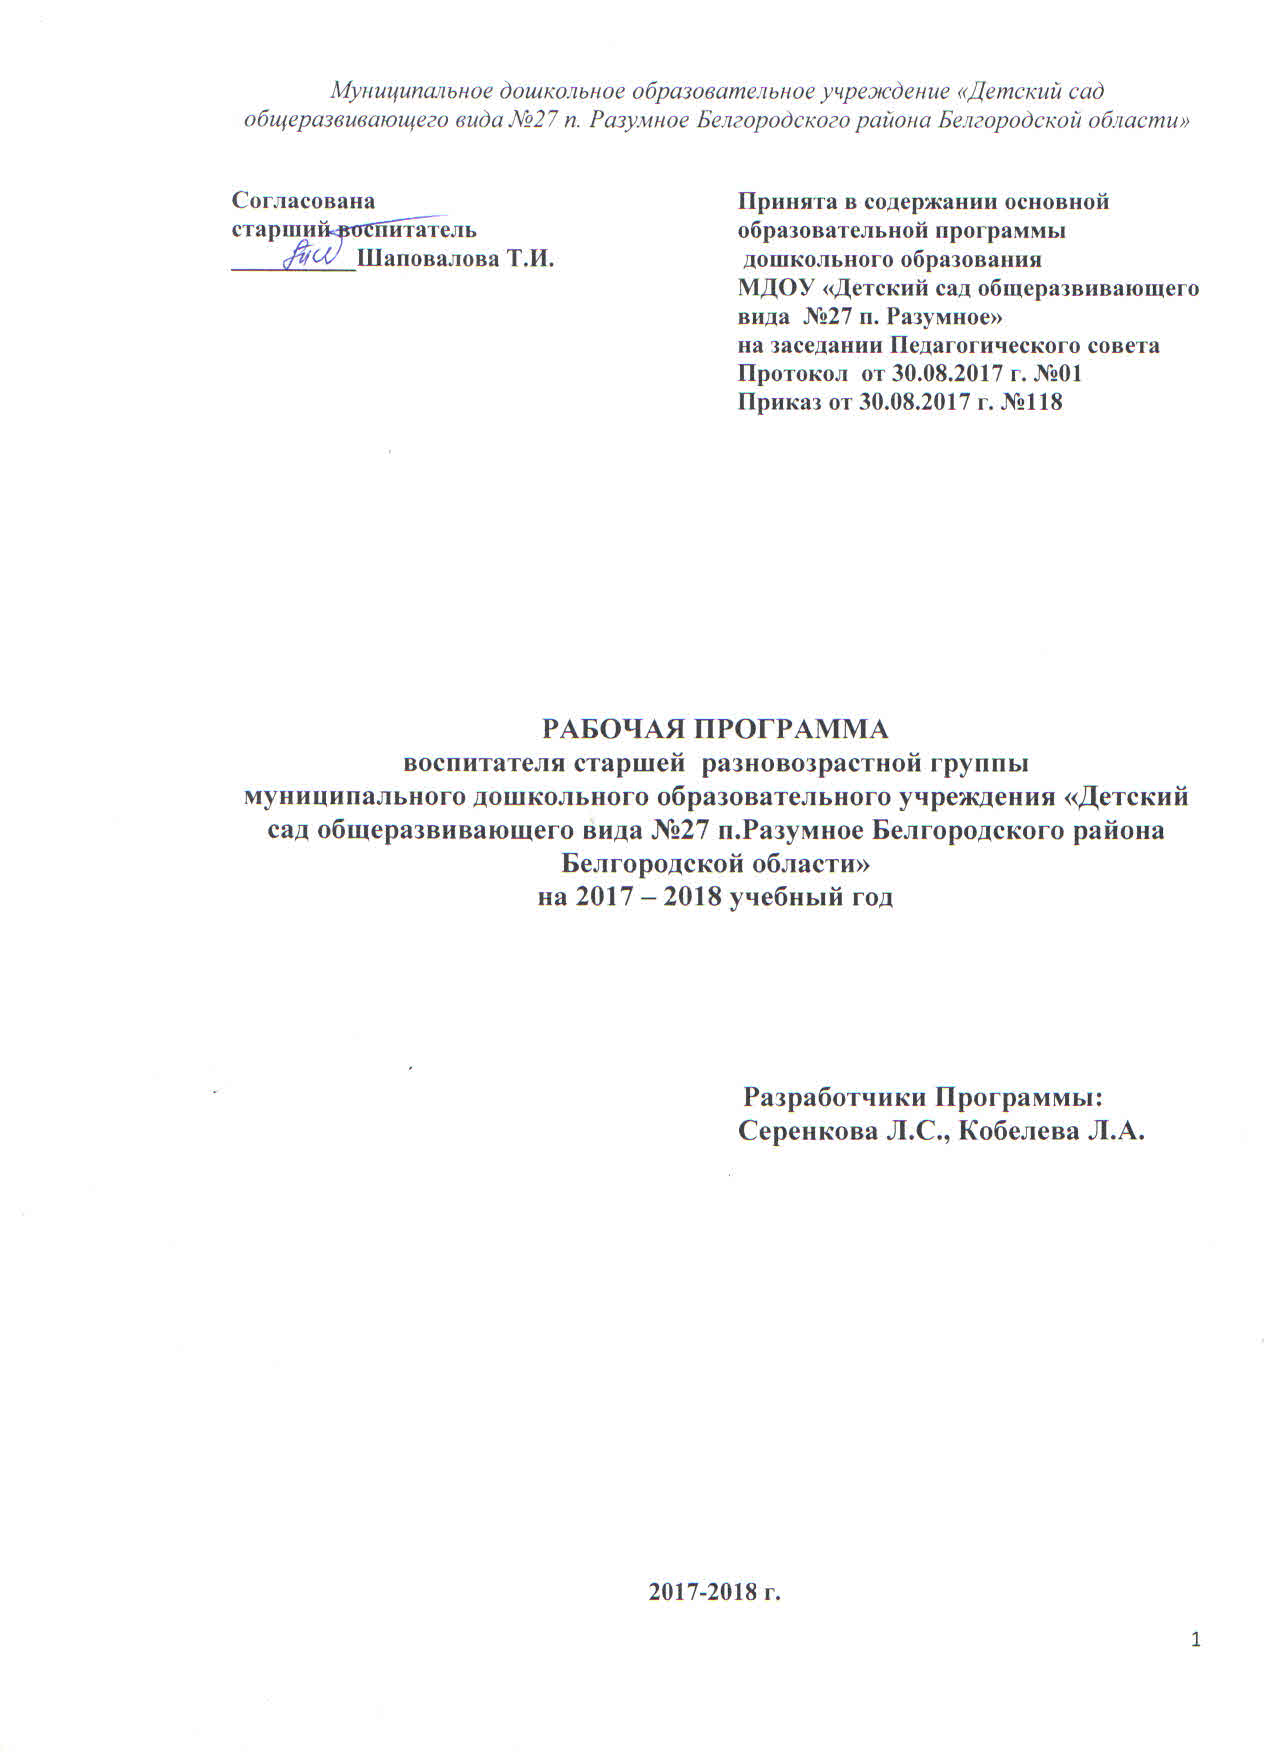 Муниципальное дошкольное образовательное учреждение «Детский сад
общеразвивающего вида №27 п. Разумное Белгородского района Белгородской области»
Согласована
старший воспитатель
__________Шаповалова Т.И.
Принята в содержании основной
образовательной программы
дошкольного образования
МДОУ «Детский сад общеразвивающего
вида №27 п. Разумное»
на заседании Педагогического совета
Протокол от 30.08.2017 г. №01
Приказ от 30.08.2017 г. №118
РАБОЧАЯ ПРОГРАММА
воспитателя старшей разновозрастной группы
муниципального дошкольного образовательного учреждения «Детский
сад общеразвивающего вида №27 п.Разумное Белгородского района
Белгородской области»
на 2017 – 2018 учебный год
Разработчики Программы:
Серенкова Л.С., Кобелева Л.А.
2017-2018 г.
1